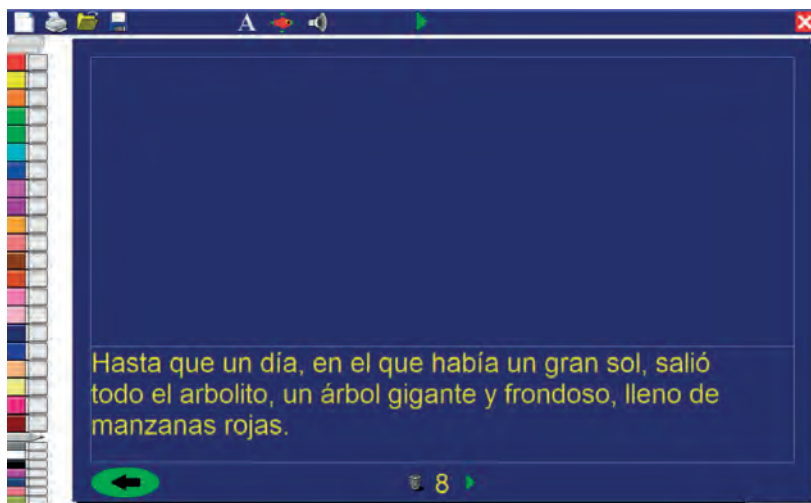 A
Hasta que un día, en el que había un gran sol, salió
todo el arbolito, un árbol gigante y frondoso, lleno de
manzanas rojas.
8